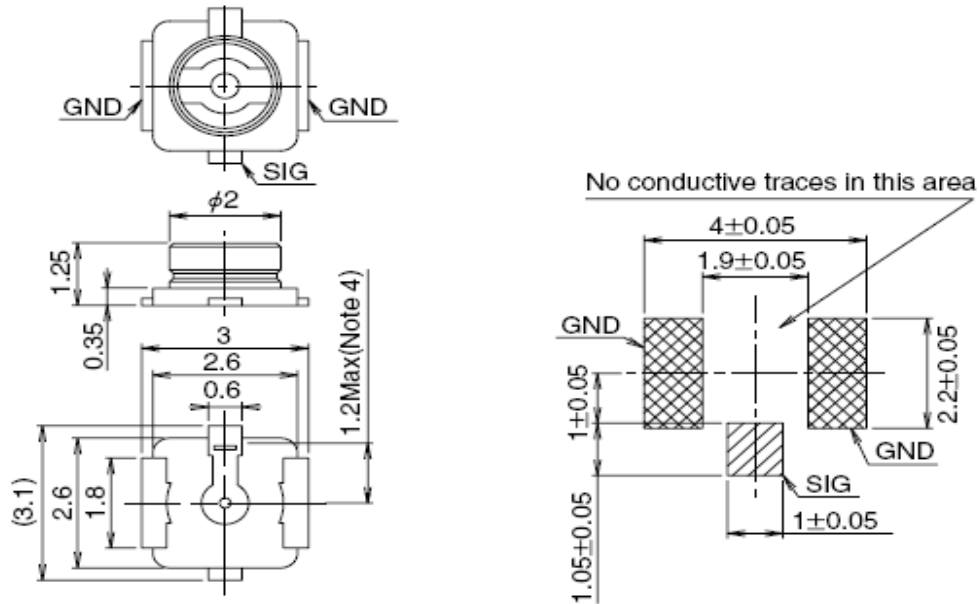 GND
GND
SIG
ϕ2
1.25
0.35
3
2.6
0.6
1.2Max(Note 4)
(3.1)
2.6
1.8
No conductive traces in this area
4±0.05
1.9±0.05
GND
1±0.05
2.2±0.05
GND
SIG
1.05±0.05
1±0.05